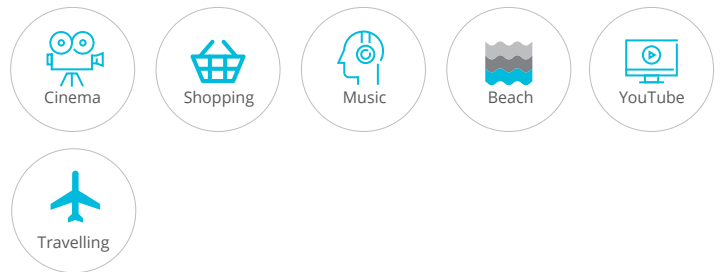 Cinema
Shopping
Music
Beach
YouTube
Travelling